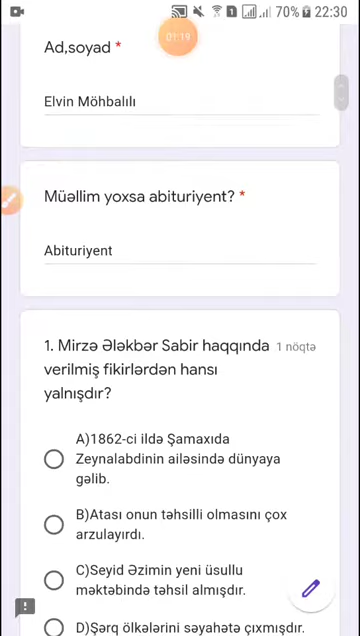 70% 22:30
01:19
Ad,soyad *
Elvin Möhbalılı
Müəllim yoxsa abituriyent? *
Abituriyent
1. Mirzə Ələkbər Sabir haqqında 1 nöqtə
verilmiş fikirlərdən hansı
yalnışdır?
A)1862-ci ildə Şamaxıda
Zeynalabdinin ailəsində dünyaya
gəlib.
B)Atası onun təhsilli olmasını çox
arzulayırdı.
C)Seyid Əzimin yeni üsullu
məktəbində təhsil almışdır.
D)Şərq ölkələrini səyahətə çıxmışdır.